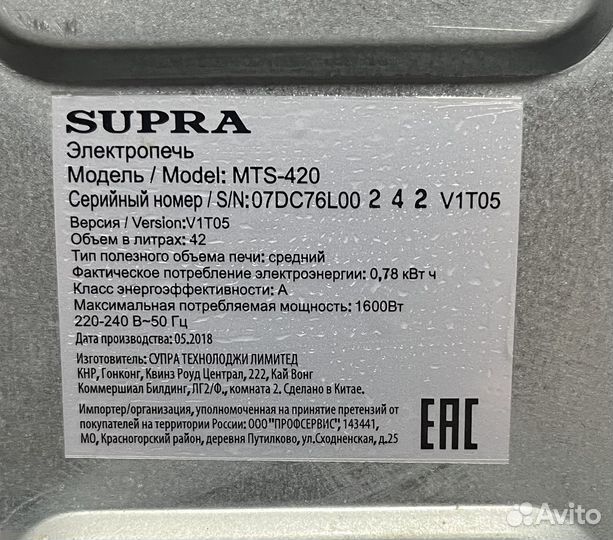 SUPRA
Электропечь
Модель / Model: MTS-420
Серийный номер / S/N:07DC76L00 2 4 2 V1T05
Версия / Version:V1T05
Объем в литрах: 42
Тип полезного объема печи: средний
Фактическое потребление электроэнергии: 0,78 кВт ч
Класс энергоэффективности: А
Максимальная потребляемая мощность: 1600Вт
220-240 В~50 Гц
Дата производства: 05.2018
Изготовитель: СУПРА ТЕХНОЛОДЖИ ЛИМИТЕД
КНР, Гонконг, Квинз Роуд Централ, 222, Кай Вонг
Коммершиал Билдинг, ЛГ2/Ф., комната 2. Сделано в Китае.
Импортер/организация, уполномоченная на принятие претензий от
покупателей на территории России: ООО "ПРОФСЕРВИС", 143441,
МО, Красногорский район, деревня Путилково, ул.Сходненская, д.25
EAC
Avito